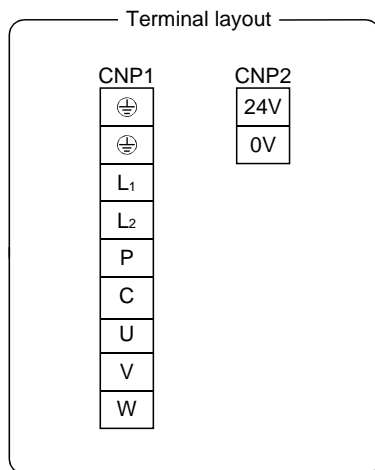 Terminal layout
CNP1
⏚
⏚
L₁
L₂
P
C
U
V
W
CNP2
24V
0V